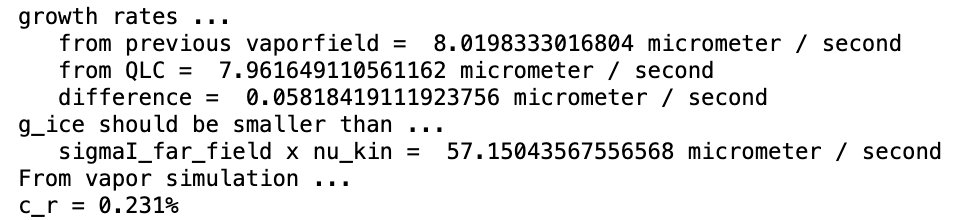 growth rates ...
from previous vaporfield =  8.0198333016804 micrometer / second
from QLC =  7.961649110561162 micrometer / second
difference =  0.05818419111923756 micrometer / second
g_ice should be smaller than ...
sigmaI_far_field x nu_kin =  57.15043567556568 micrometer / second
From vapor simulation ...
c_r = 0.231%